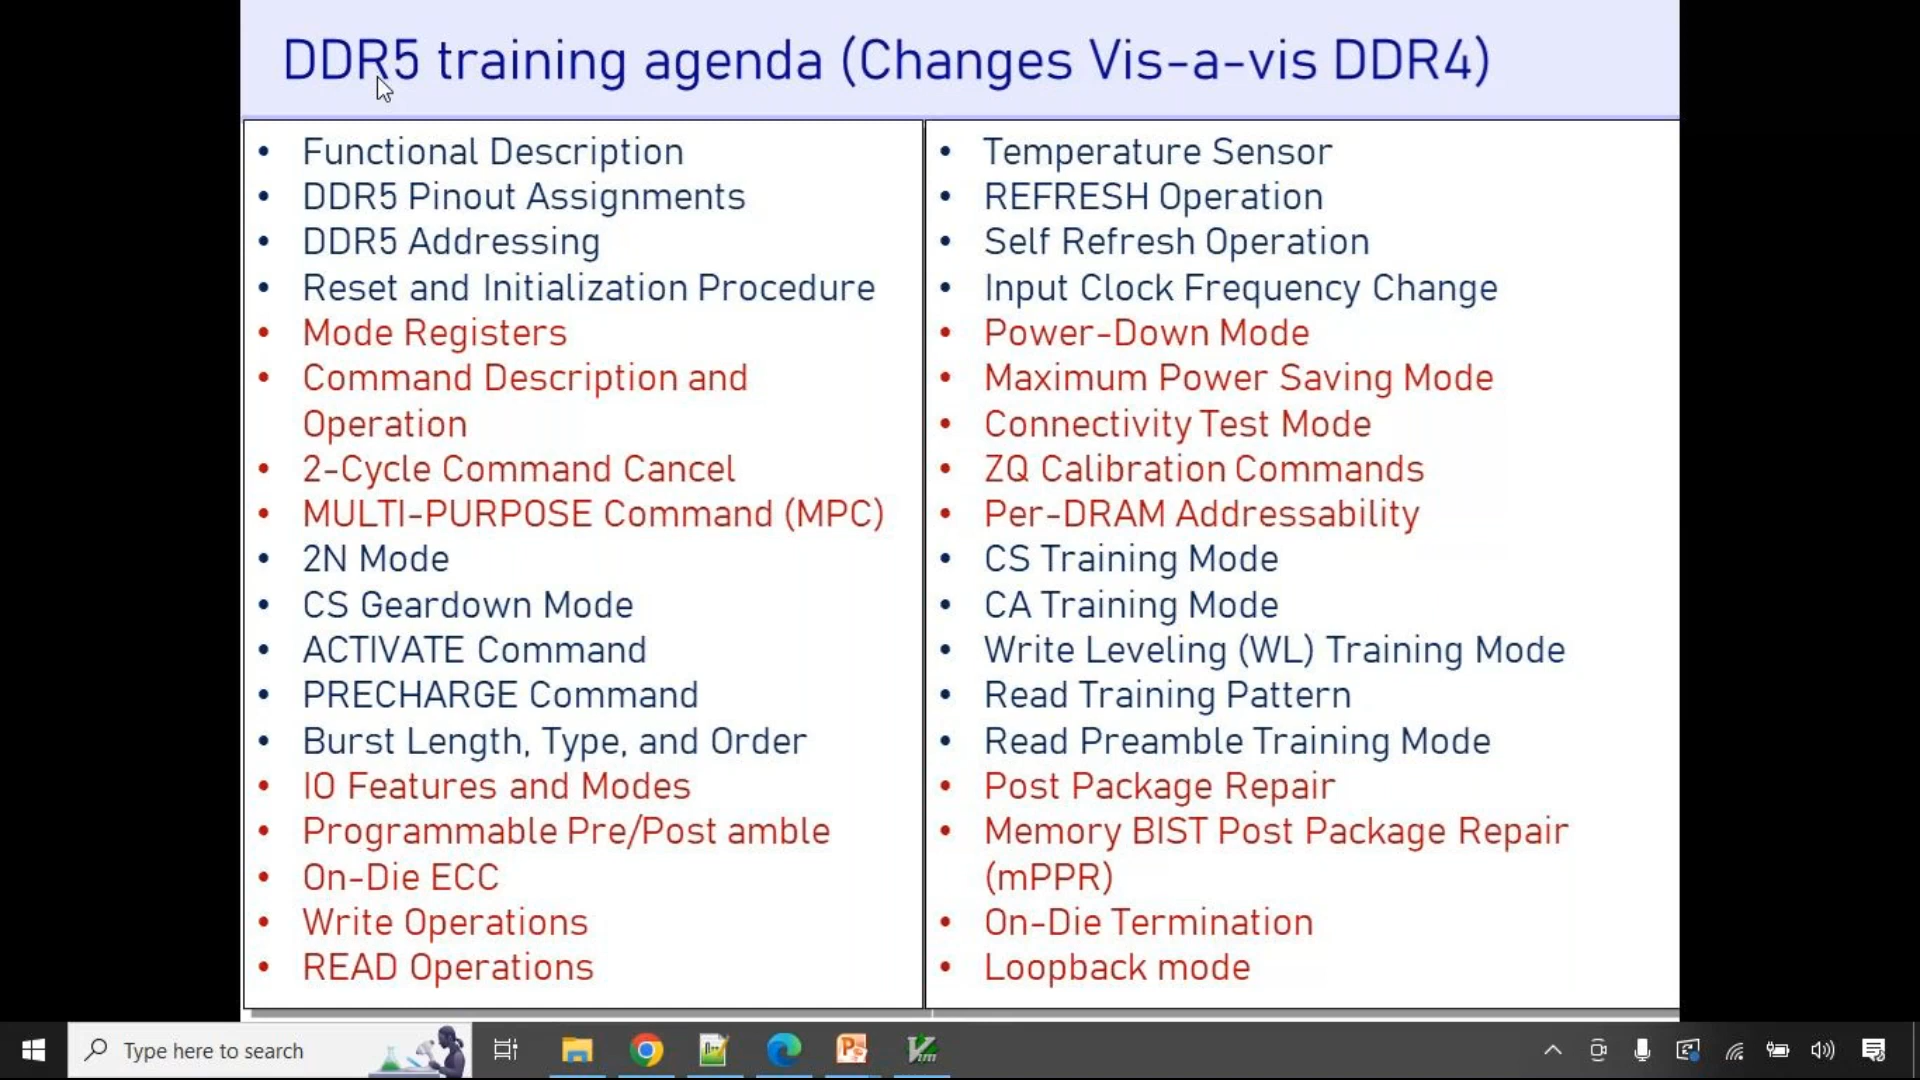 DDR5 training agenda (Changes Vis-a-vis DDR4)
• Functional Description
• DDR5 Pinout Assignments
• DDR5 Addressing
• Reset and Initialization Procedure
• Mode Registers
• Command Description and
Operation
• 2-Cycle Command Cancel
• MULTI-PURPOSE Command (MPC)
• 2N Mode
• CS Geardown Mode
• ACTIVATE Command
• PRECHARGE Command
• Burst Length, Type, and Order
• IO Features and Modes
• Programmable Pre/Post amble
• On-Die ECC
• Write Operations
• READ Operations
• Temperature Sensor
• REFRESH Operation
• Self Refresh Operation
• Input Clock Frequency Change
• Power-Down Mode
• Maximum Power Saving Mode
• Connectivity Test Mode
• ZQ Calibration Commands
• Per-DRAM Addressability
• CS Training Mode
• CA Training Mode
• Write Leveling (WL) Training Mode
• Read Training Pattern
• Read Preamble Training Mode
• Post Package Repair
• Memory BIST Post Package Repair
(mPPR)
• On-Die Termination
• Loopback mode
Type here to search